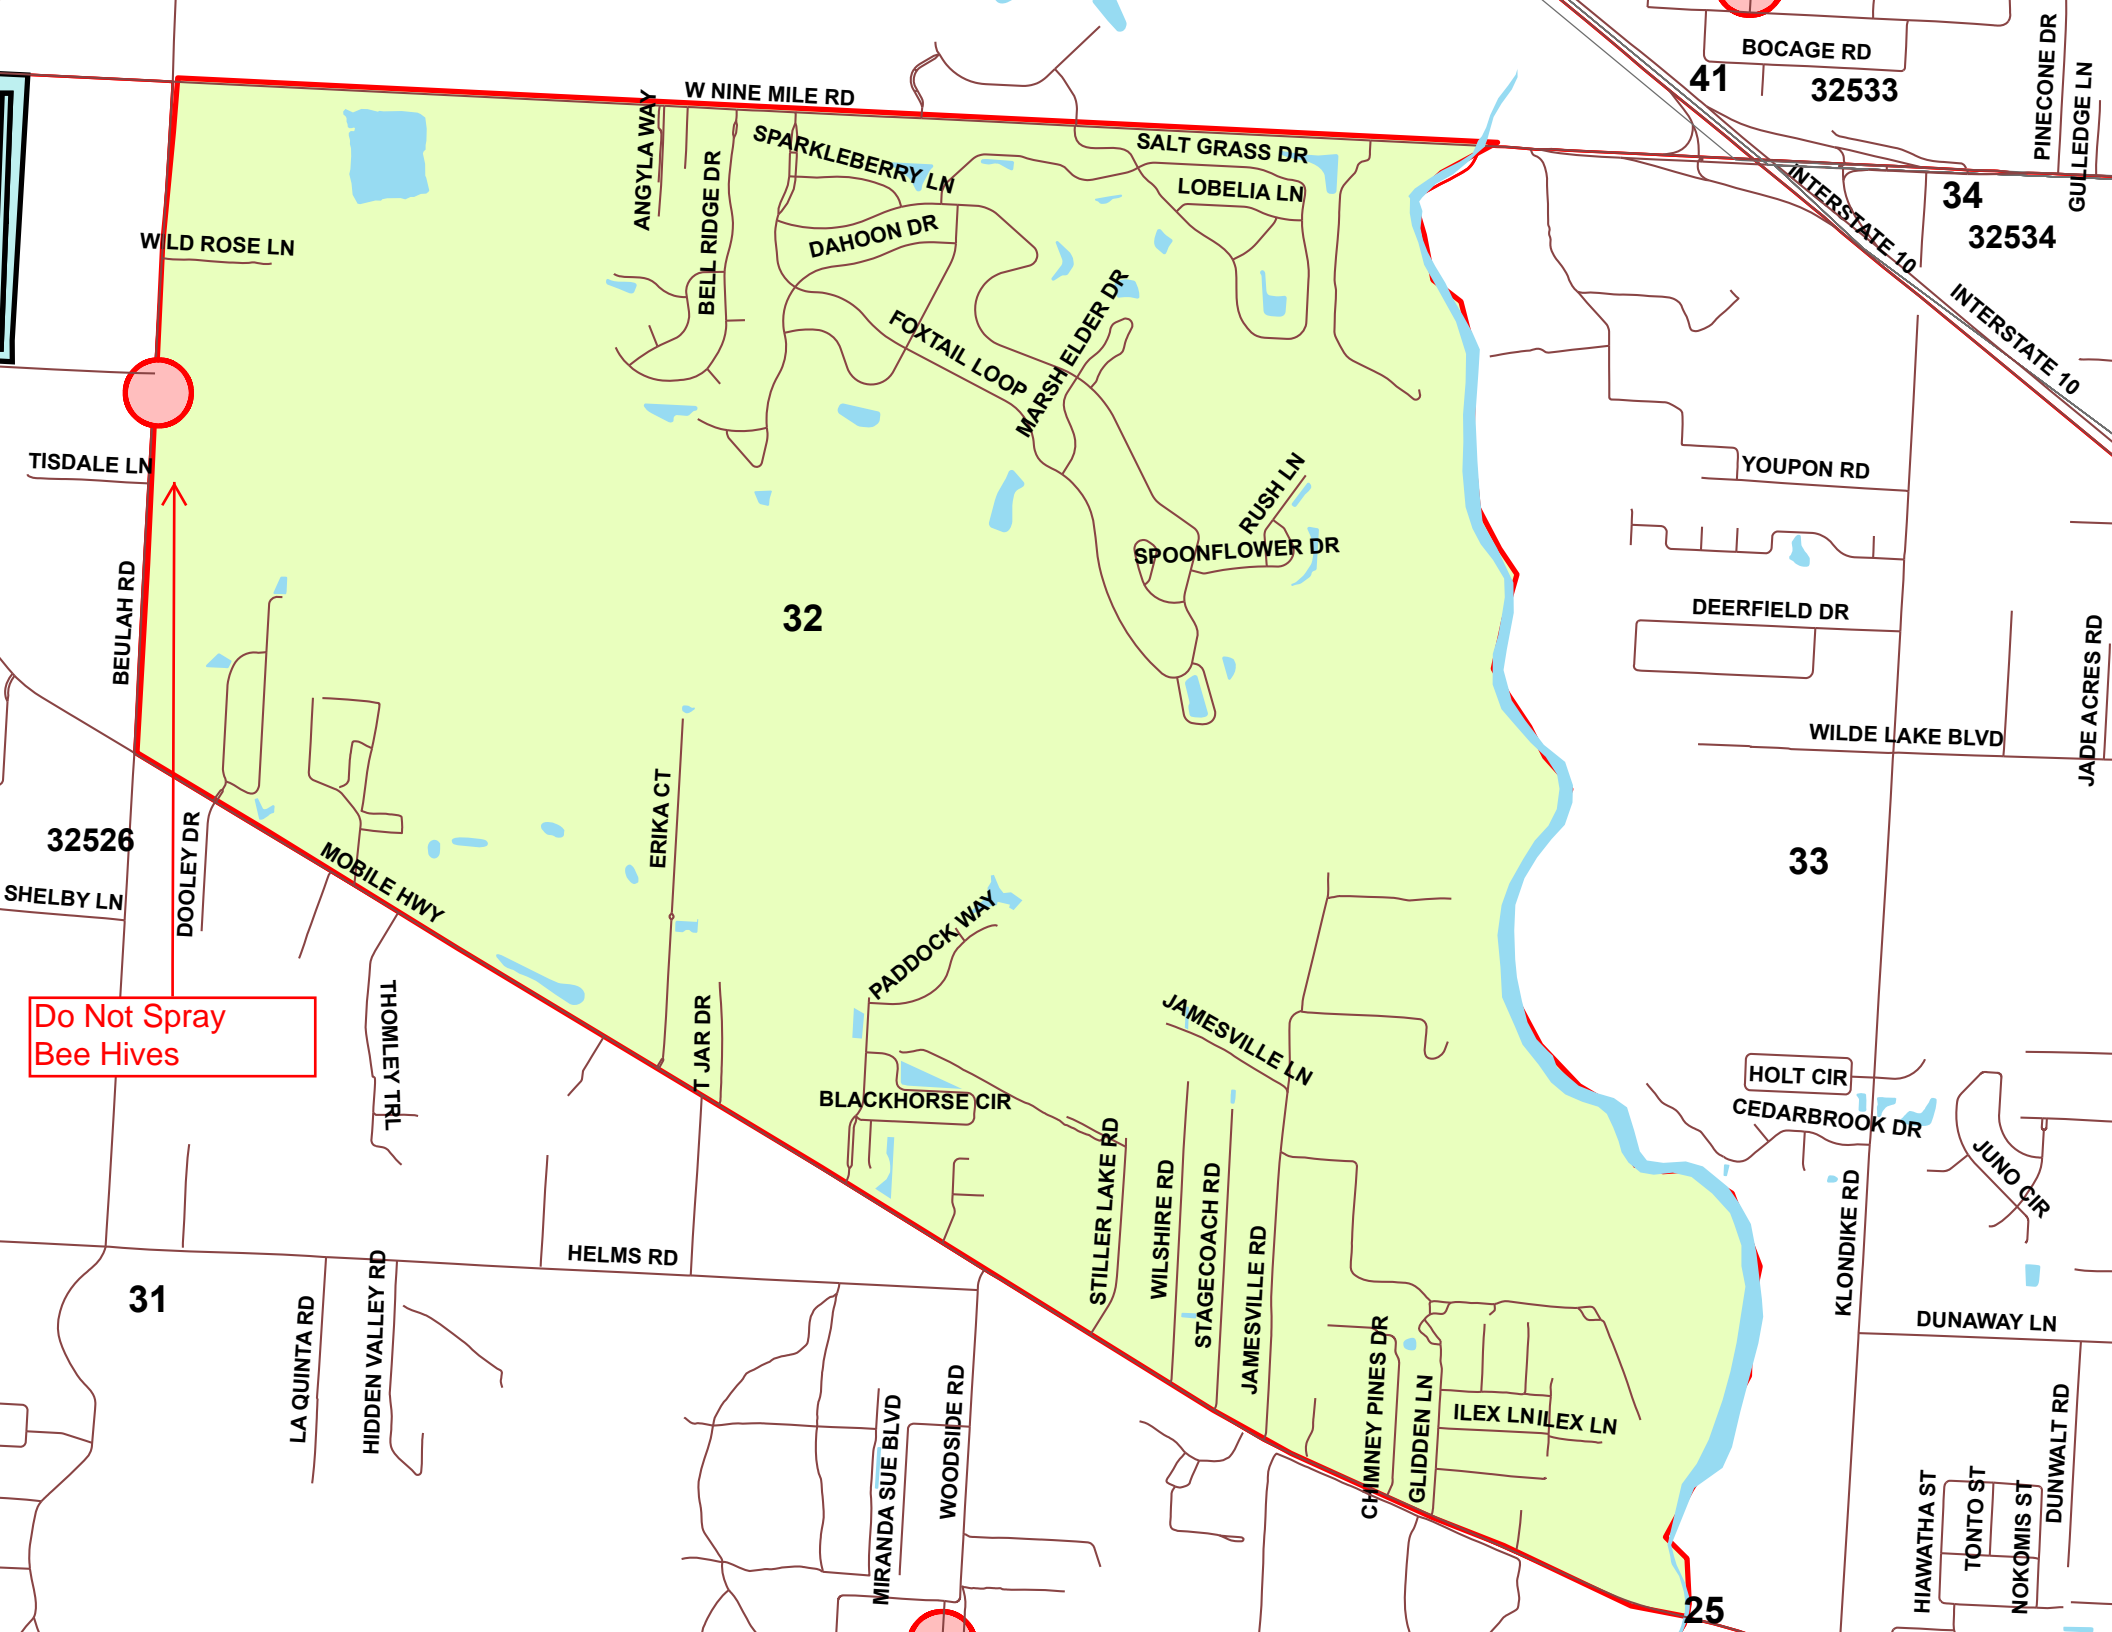 BOCAGE RD
PINECONE DR
GULLEDGE LN
41
32533
W NINE MILE RD
ANGYLA WAY
SPARKLEBERRY LN
SALT GRASS DR
LOBELIA LN
34
32534
INTERSTATE 10
INTERSTATE 10
WILD ROSE LN
BELL RIDGE DR
DAHOON DR
FOXTAIL LOOP
MARSH ELDER DR
TISDALE LN
RUSH LN
SPOONFLOWER DR
YOUPON RD
BEULAH RD
32
DEERFIELD DR
JADE ACRES RD
WILDE LAKE BLVD
32526
DOOLEY DR
MOBILE HWY
ERIKA CT
33
SHELBY LN
PADDOCK WAY
Do Not Spray
Bee Hives
THOMLEY TRL
T JAR DR
JAMESVILLE LN
BLACKHORSE CIR
HOLT CIR
CEDARBROOK DR
JUNO CIR
STILLER LAKE RD
WILSHIRE RD
STAGECOACH RD
JAMESVILLE RD
KLONDIKE RD
HELMS RD
31
LA QUINTA RD
HIDDEN VALLEY RD
DUNAWAY LN
CHIMNEY PINES DR
GLIDDEN LN
ILEX LN
ILEX LN
MIRANDA SUE BLVD
WOODSIDE RD
DUNWALT RD
HIAWATHA ST
TONTO ST
NOKOMIS ST
25